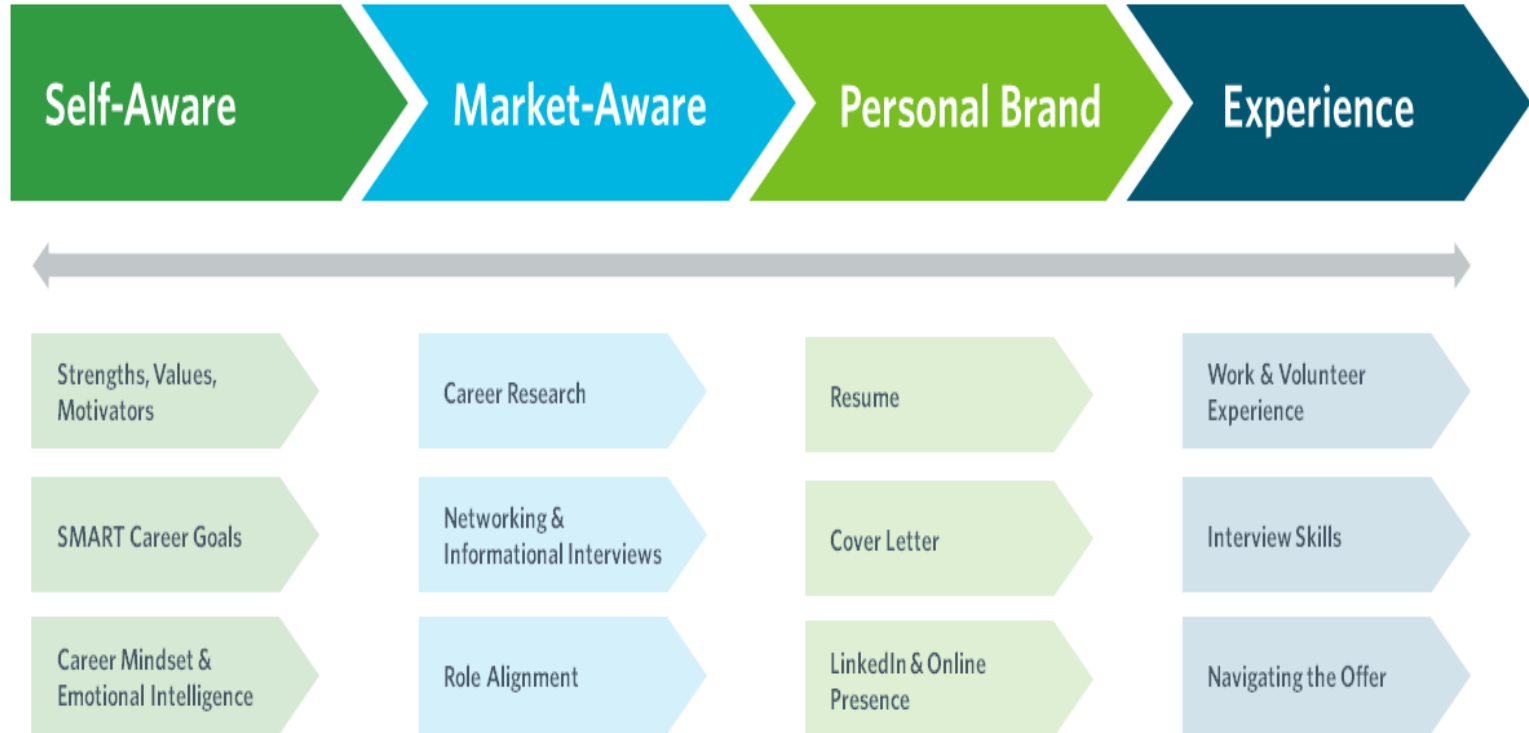 Self-Aware
Market-Aware
Personal Brand
Experience
Strengths, Values,
Motivators
Career Research
Resume
Work & Volunteer
Experience
SMART Career Goals
Networking &
Informational Interviews
Cover Letter
Interview Skills
Career Mindset &
Emotional Intelligence
Role Alignment
LinkedIn & Online
Presence
Navigating the Offer